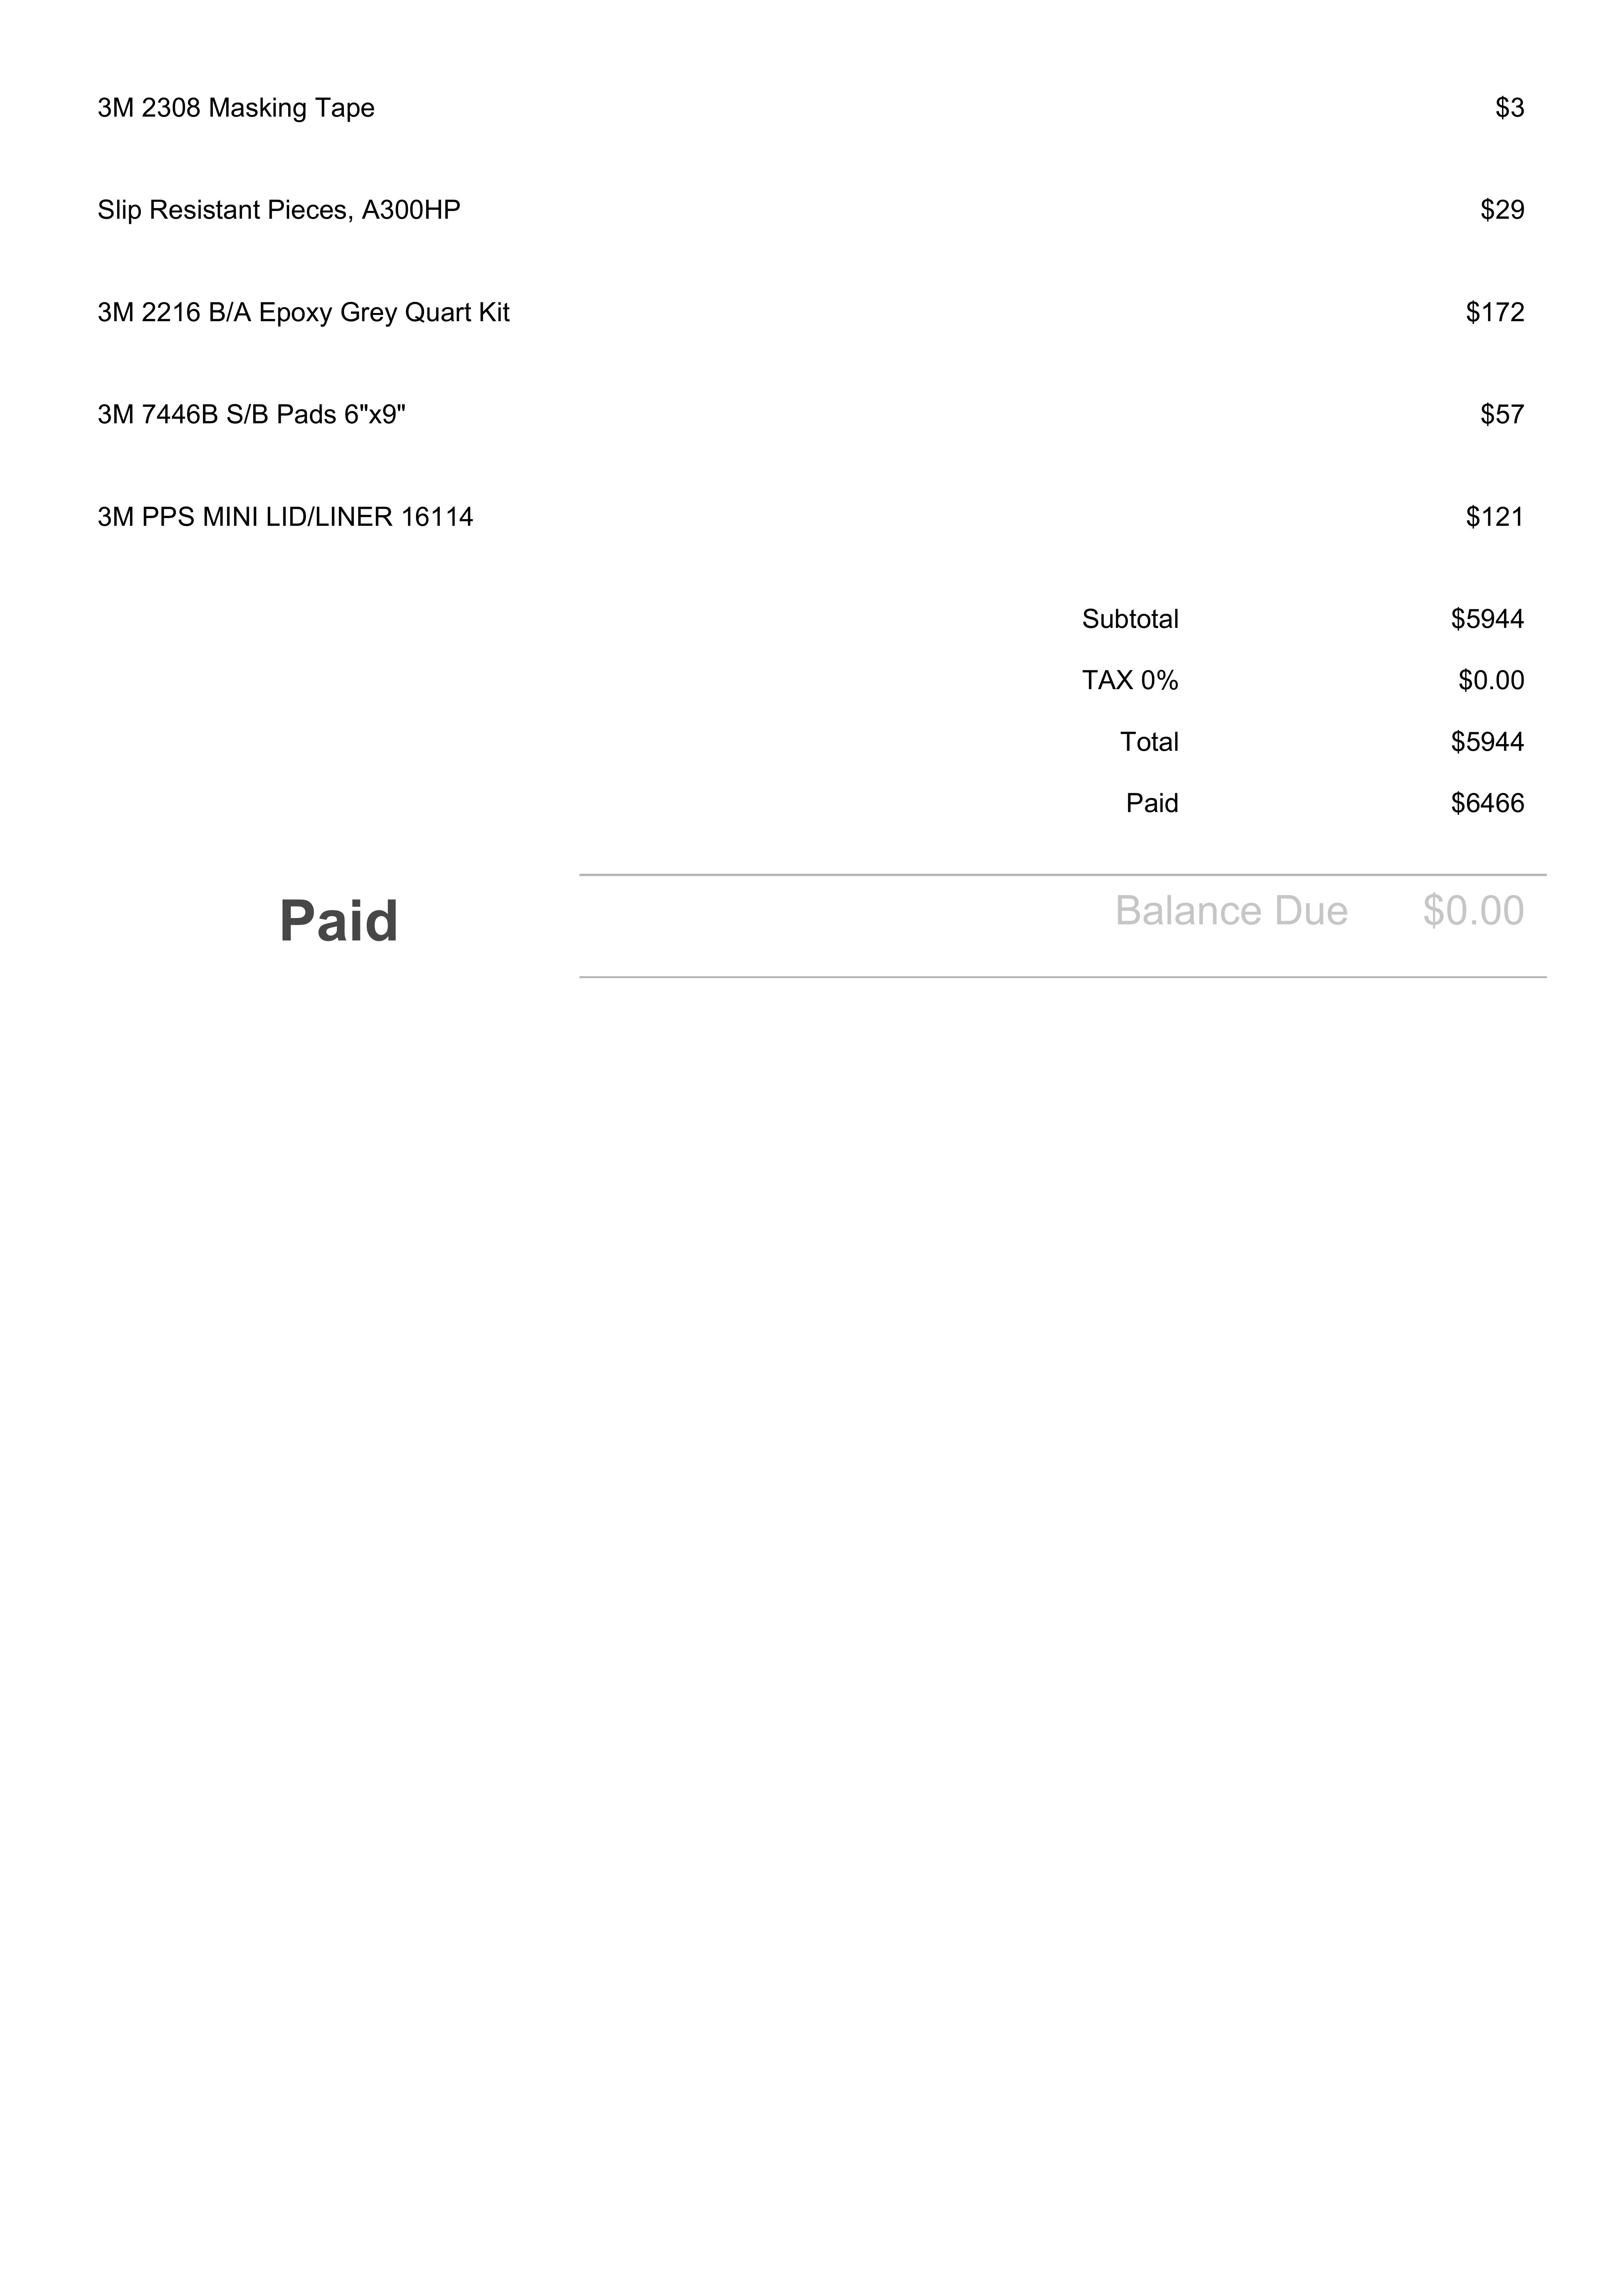 3M 2308 Masking Tape $3
Slip Resistant Pieces, A300HP $29
3M 2216 B/A Epoxy Grey Quart Kit $172
3M 7446B S/B Pads 6"x9" $57
3M PPS MINI LID/LINER 16114 $121
Subtotal $5944
TAX 0% $0.00
Total $5944
Paid $6466
Paid Balance Due $0.00